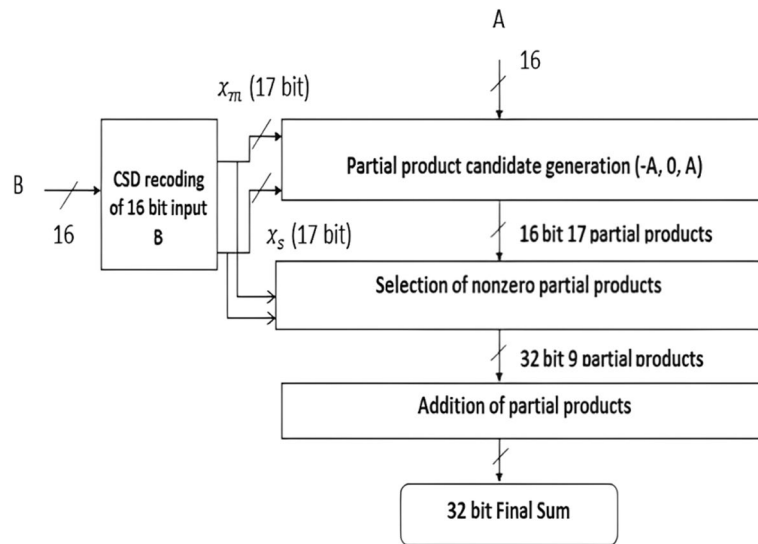 A
16
x_m (17 bit)
Partial product candidate generation (-A, 0, A)
CSD recoding
of 16 bit input
B
B
16
x_s (17 bit)
16 bit 17 partial products
Selection of nonzero partial products
32 bit 9 partial products
Addition of partial products
32 bit Final Sum